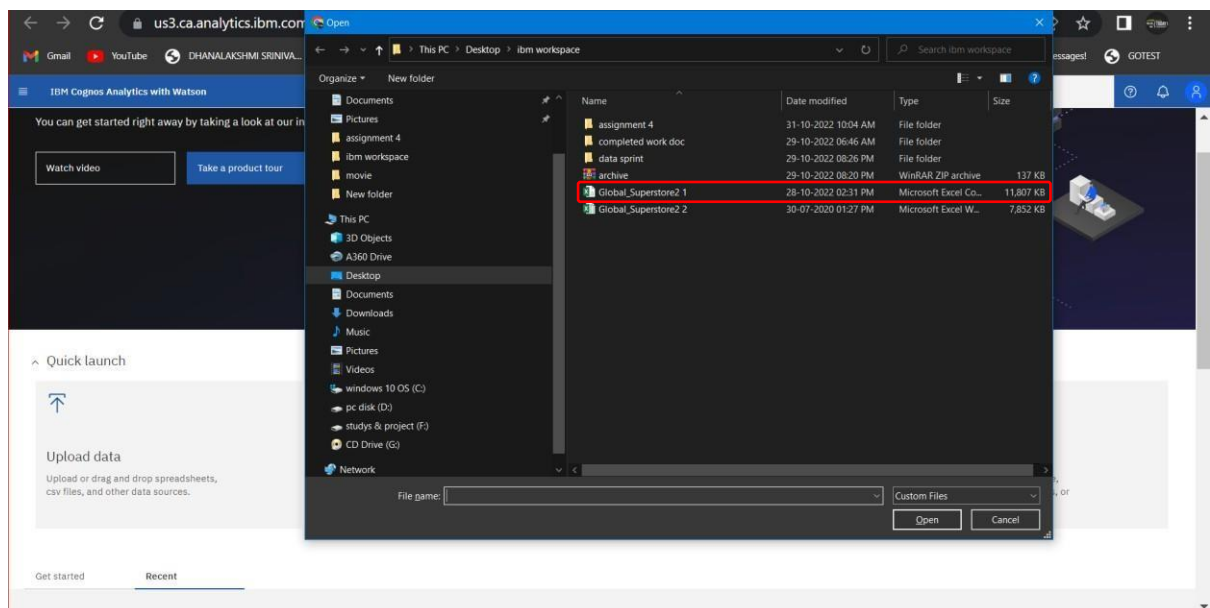 us3.ca.analytics.ibm.com
Open
Gmail
YouTube
DHANALAKSHMI SRINIVA...
essages!
GOTEST
This PC > Desktop > ibm workspace
Search ibm workspace
Organize
New folder
IBM Cognos Analytics with Watson
You can get started right away by taking a look at our in
Watch video
Take a product tour
Documents
Pictures
assignment 4
ibm workspace
movie
New folder
This PC
3D Objects
A360 Drive
Desktop
Documents
Downloads
Music
Pictures
Videos
windows 10 OS (C:)
pc disk (D:)
studys & project (F:)
CD Drive (G:)
Network
Name Date modified Type Size
assignment 4 31-10-2022 10:04 AM File folder
completed work doc 29-10-2022 06:46 AM File folder
data sprint 29-10-2022 08:26 PM File folder
archive 29-10-2022 08:20 PM WinRAR ZIP archive 137 KB
Global_Superstore2 1 28-10-2022 02:31 PM Microsoft Excel Co... 11,807 KB
Global_Superstore2 2 30-07-2020 01:27 PM Microsoft Excel W... 7,852 KB
File name:
Custom Files
Open
Cancel
Quick launch
Upload data
Upload or drag and drop spreadsheets,
csv files, and other data sources.
, or
Get started
Recent